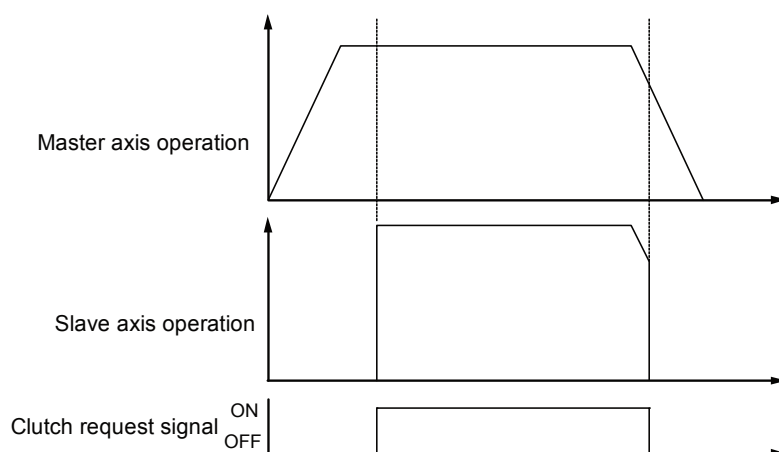 Master axis operation
Slave axis operation
ON
Clutch request signal
OFF